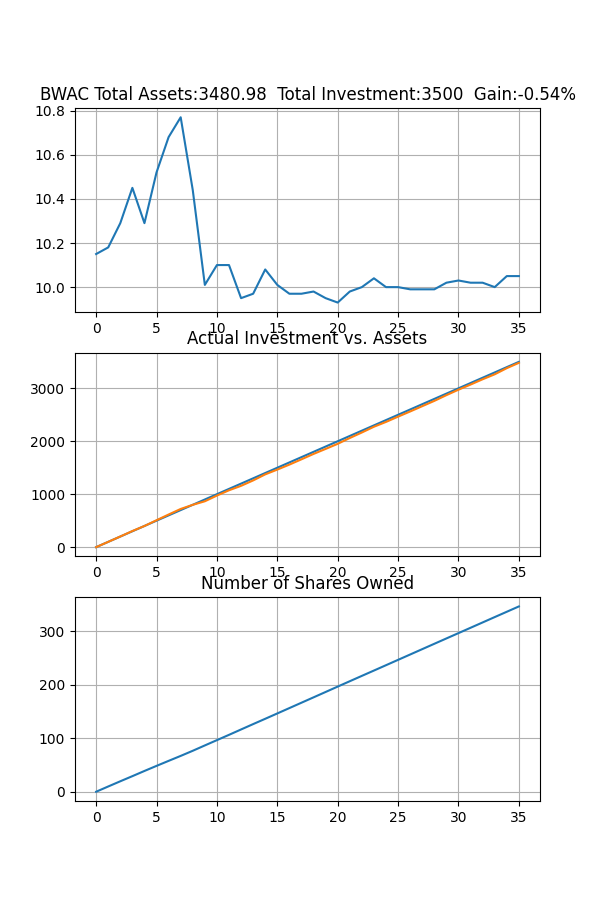 BWAC Total Assets:3480.98  Total Investment:3500  Gain:-0.54%
10.8
10.6
10.4
10.2
10.0
0 5 10 15 20 25 30 35
Actual Investment vs. Assets
3000
2000
1000
0
0 5 10 15 20 25 30 35
Number of Shares Owned
300
200
100
0
0 5 10 15 20 25 30 35